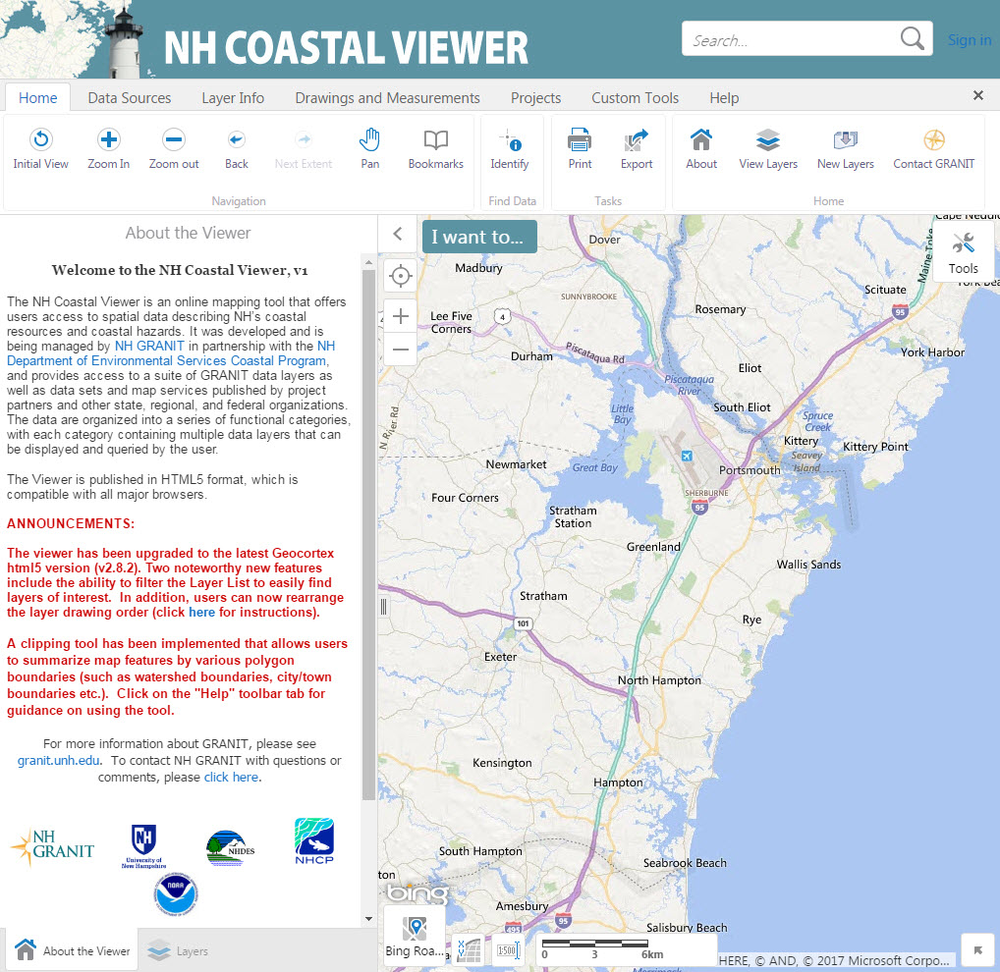 NH COASTAL VIEWER
Search...
Sign in
Home
Data Sources
Layer Info
Drawings and Measurements
Projects
Custom Tools
Help
Initial View
Zoom In
Zoom out
Back
Next Extent
Pan
Bookmarks
Identify
Print
Export
About
View Layers
New Layers
Contact GRANIT
Navigation
Find Data
Tasks
Home
About the Viewer
Welcome to the NH Coastal Viewer, v1
The NH Coastal Viewer is an online mapping tool that offers
users access to spatial data describing NH's coastal
resources and coastal hazards. It was developed and is
being managed by NH GRANIT in partnership with the NH
Department of Environmental Services Coastal Program,
and provides access to a suite of GRANIT data layers as
well as data sets and map services published by project
partners and other state, regional, and federal organizations.
The data are organized into a series of functional categories,
with each category containing multiple data layers that can
be displayed and queried by the user.
The Viewer is published in HTML5 format, which is
compatible with all major browsers.
ANNOUNCEMENTS:
The viewer has been upgraded to the latest Geocortex
html5 version (v2.8.2). Two noteworthy new features
include the ability to filter the Layer List to easily find
layers of interest. In addition, users can now rearrange
the layer drawing order (click here for instructions).
A clipping tool has been implemented that allows users
to summarize map features by various polygon
boundaries (such as watershed boundaries, city/town
boundaries etc.). Click on the "Help" toolbar tab for
guidance on using the tool.
For more information about GRANIT, please see
granit.unh.edu. To contact NH GRANIT with questions or
comments, please click here.
NH
GRANIT
NH
University of
New Hampshire
NHDES
NHCP
NOAA
About the Viewer
Layers
I want to...
Tools
Dover
Cape Neddic
Maine Tnke
Madbury
SUNNYBROOKE
Scituate
York Bea
Rosemary
95
Lee Five
Corners
4
Piscataqua Rd
York Harbor
Durham
Eliot
Piscataqua
River
Little
Bay
South Eliot
Spruce
Creek
N River Rd
Kittery
Kittery Point
Seavey
Island
Newmarket
Great Bay
Portsmouth
SHERBURNE
95
Four Corners
Stratham
Station
Greenland
Wallis Sands
Stratham
101
Rye
Exeter
North Hampton
Kensington
Hampton
South Hampton
Seabrook Beach
ton
bing
Amesbury
495
95
Salisbury Beach
Bing Roa...
X
Y
1:500
0
3
6km
HERE, © AND, © 2017 Microsoft Corpo...
Merrimack